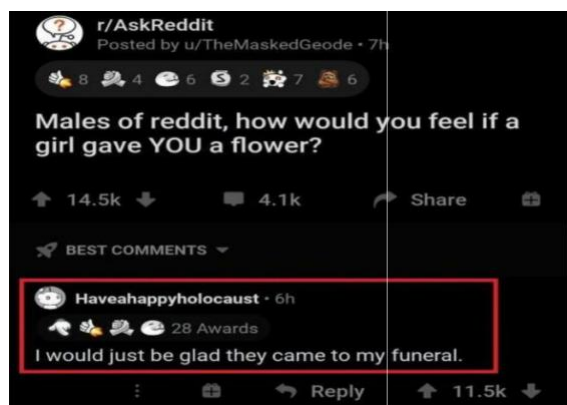 r/AskReddit
Posted by u/TheMaskedGeode • 7h
8 4 6 S 2 7 6
Males of reddit, how would you feel if a
girl gave YOU a flower?
14.5k 4.1k Share
BEST COMMENTS
Haveahappyholocaust • 6h
28 Awards
I would just be glad they came to my funeral.
Reply 11.5k